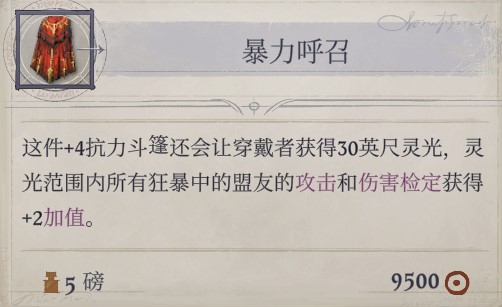 暴力呼召
这件+4抗力斗篷还会让穿戴者获得30英尺灵光，灵
光范围内所有狂暴中的盟友的攻击和伤害检定获得
+2加值。
5 磅
9500